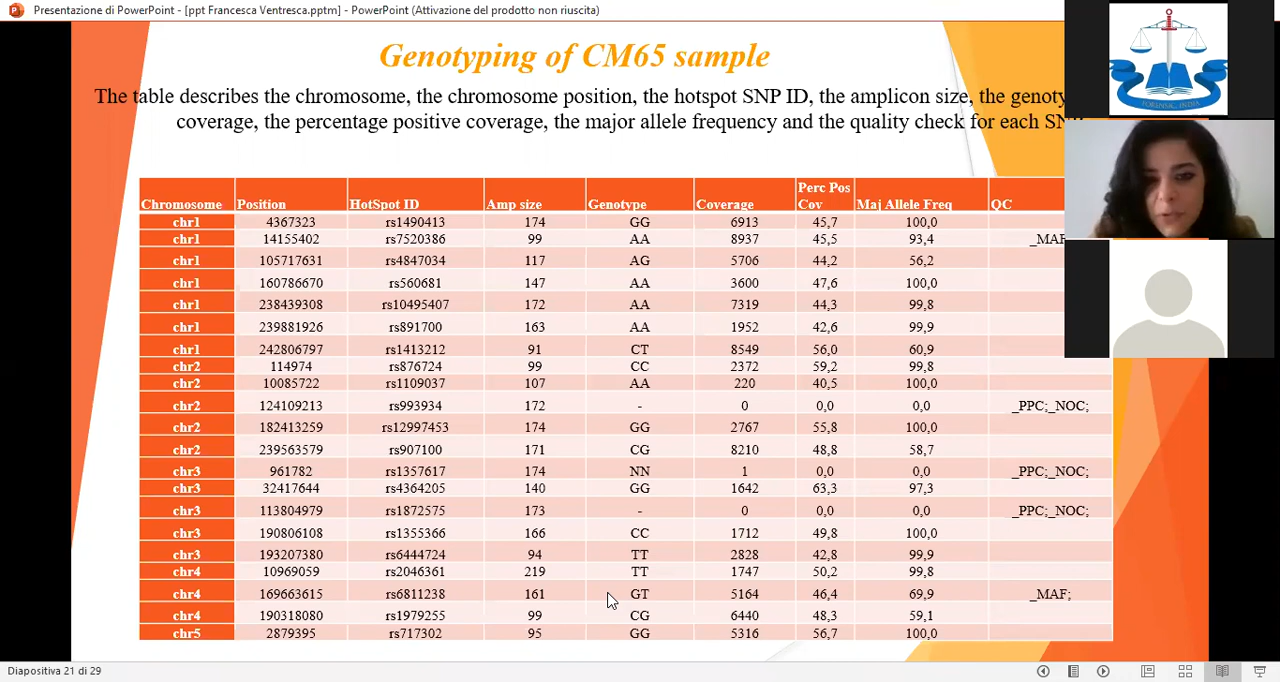 Presentazione di PowerPoint - [ppt Francesca Ventresca.pptm] - PowerPoint (Attivazione del prodotto non riuscita)
Genotyping of CM65 sample
The table describes the chromosome, the chromosome position, the hotspot SNP ID, the amplicon size, the
coverage, the percentage positive coverage, the major allele frequency and the quality check for each
FORENSIC, INDIA
Chromosome Position HotSpot ID Amp size Genotype Coverage Perc Pos Cov Maj Allele Freq QC
chr1 4367323 rs1490413 174 GG 6913 45,7 100,0
chr1 14155402 rs7520386 99 AA 8937 45,5 93,4 _MAF
chr1 105717631 rs4847034 117 AG 5706 44,2 56,2
chr1 160786670 rs560681 147 AA 3600 47,6 100,0
chr1 238439308 rs10495407 172 AA 7319 44,3 99,8
chr1 239881926 rs891700 163 AA 1952 42,6 99,9
chr1 242806797 rs1413212 91 CT 8549 56,0 60,9
chr2 114974 rs876724 99 CC 2372 59,2 99,8
chr2 10085722 rs1109037 107 AA 220 40,5 100,0
chr2 124109213 rs993934 172 - 0 0,0 0,0 _PPC;_NOC;
chr2 182413259 rs12997453 174 GG 2767 55,8 100,0
chr2 239563579 rs907100 171 CG 8210 48,8 58,7
chr3 961782 rs1357617 174 NN 1 0,0 0,0 _PPC;_NOC;
chr3 32417644 rs4364205 140 GG 1642 63,3 97,3
chr3 113804979 rs1872575 173 - 0 0,0 0,0 _PPC;_NOC;
chr3 190806108 rs1355366 166 CC 1712 49,8 100,0
chr3 193207380 rs6444724 94 TT 2828 42,8 99,9
chr4 10969059 rs2046361 219 TT 1747 50,2 99,8
chr4 169663615 rs6811238 161 GT 5164 46,4 69,9 _MAF;
chr4 190318080 rs1979255 99 CG 6440 48,3 59,1
chr5 2879395 rs717302 95 GG 5316 56,7 100,0
Diapositiva 21 di 29